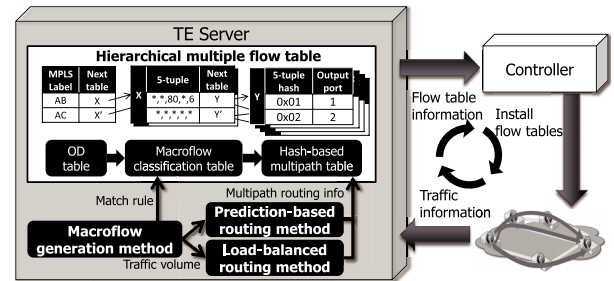 TE Server
Hierarchical multiple flow table
MPLS Label
Next table
AB
X
AC
X'
X
5-tuple
Next table
*,*,80,*,6
Y
*,*,*,*,*
Y'
Y
5-tuple hash
Output port
0x01
1
0x02
2
OD table
Macroflow classification table
Hash-based multipath table
Match rule
Multipath routing info
Macroflow generation method
Prediction-based routing method
Load-balanced routing method
Traffic volume
Controller
Flow table information
Install flow tables
Traffic information